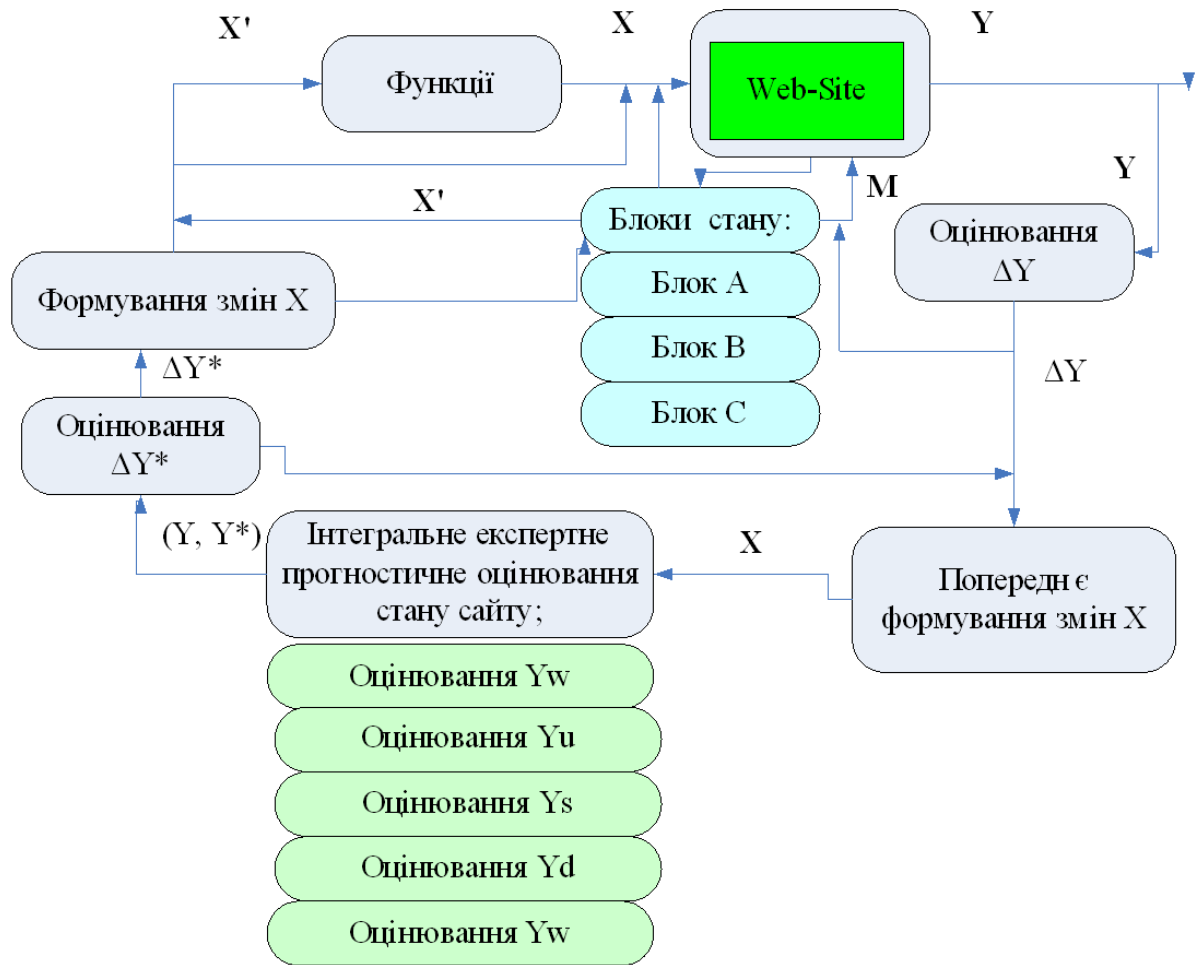 X'
X
Y
Функції
Web-Site
Y
M
X'
Блоки стану:
Оцінювання
ΔY
Блок А
Формування змін X
Блок В
ΔY*
ΔY
Блок С
Оцінювання
ΔY*
(Y, Y*)
Інтегральне експертне
прогностичне оцінювання
стану сайту;
X
Попередн є
формування змін X
Оцінювання Yw
Оцінювання Yu
Оцінювання Ys
Оцінювання Yd
Оцінювання Yw